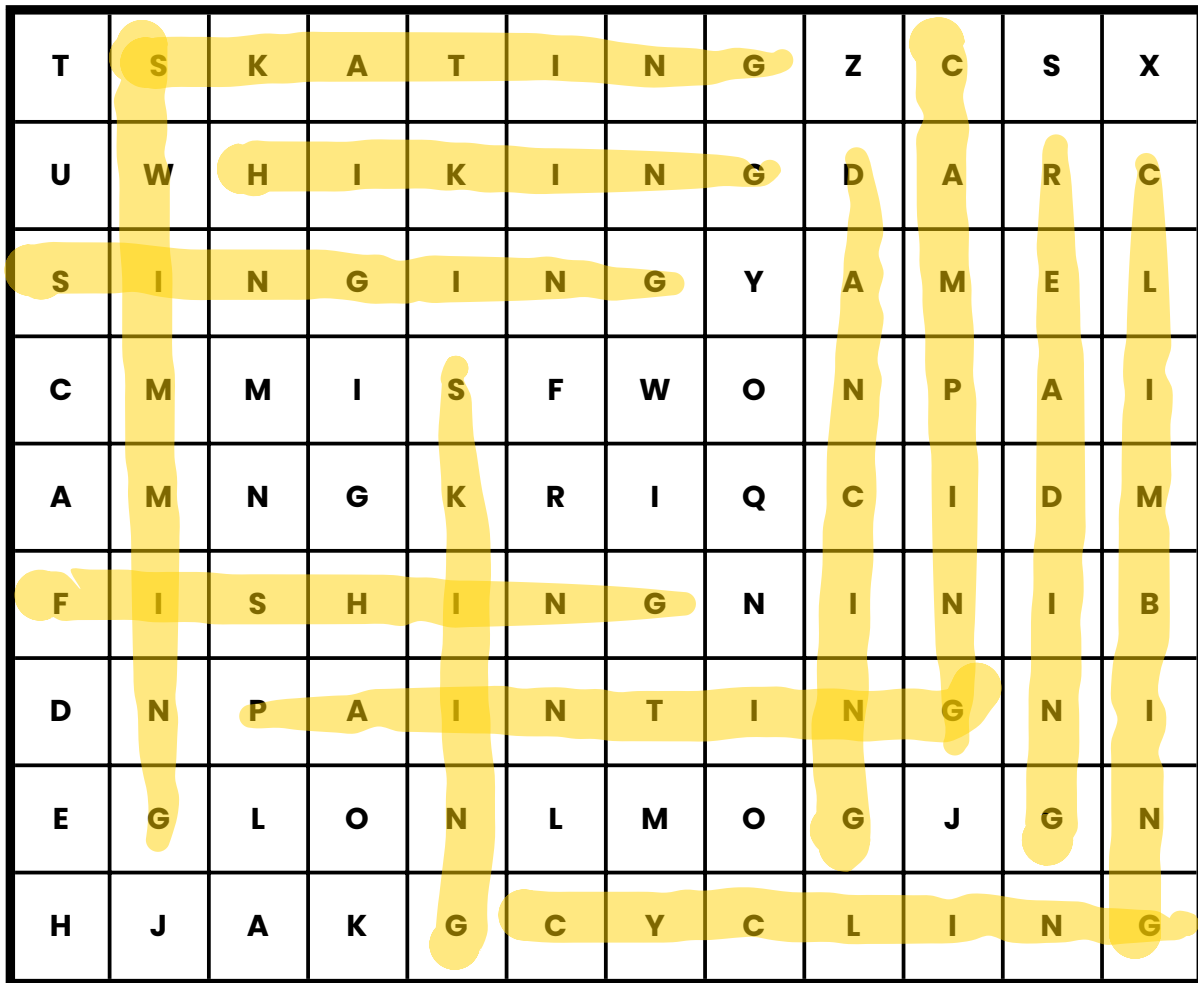 T S K A T I N G Z C S X
U W H I K I N G D A R C
S I N G I N G Y A M E L
C M M I S F W O N P A I
A M N G K R I Q C I D M
F I S H I N G N I N I B
D N P A I N T I N G N I
E G L O N L M O G J G N
H J A K G C Y C L I N G